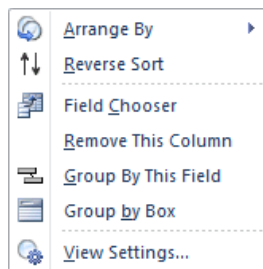 Arrange By
Reverse Sort
Field Chooser
Remove This Column
Group By This Field
Group by Box
View Settings...